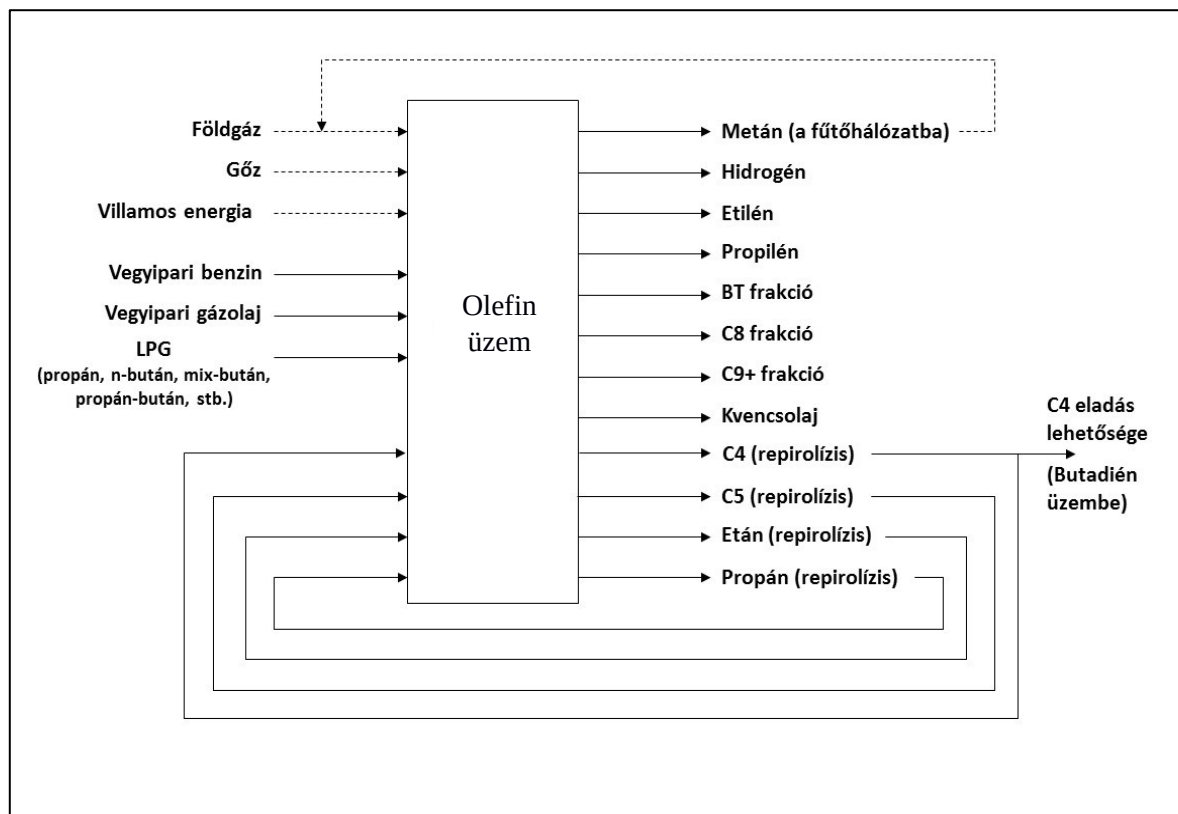 Földgáz
Gőz
Villamos energia
Vegyipari benzin
Vegyipari gázolaj
LPG
(propán, n-bután, mix-bután,
propán-bután, stb.)
Olefin
üzem
Metán (a fűtőhálózatba)
Hidrogén
Etilén
Propilén
BT frakció
C8 frakció
C9+ frakció
Kvencsolaj
C4 (repirolízis)
C5 (repirolízis)
Etán (repirolízis)
Propán (repirolízis)
C4 eladás
lehetősége
(Butadién
üzembe)